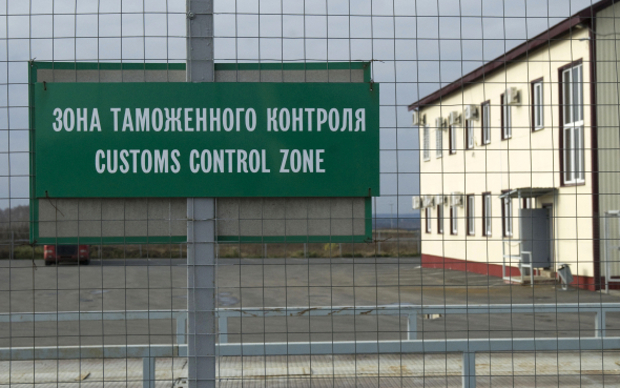 ЗОНА ТАМОЖЕННОГО КОНТРОЛЯ
CUSTOMS CONTROL ZONE